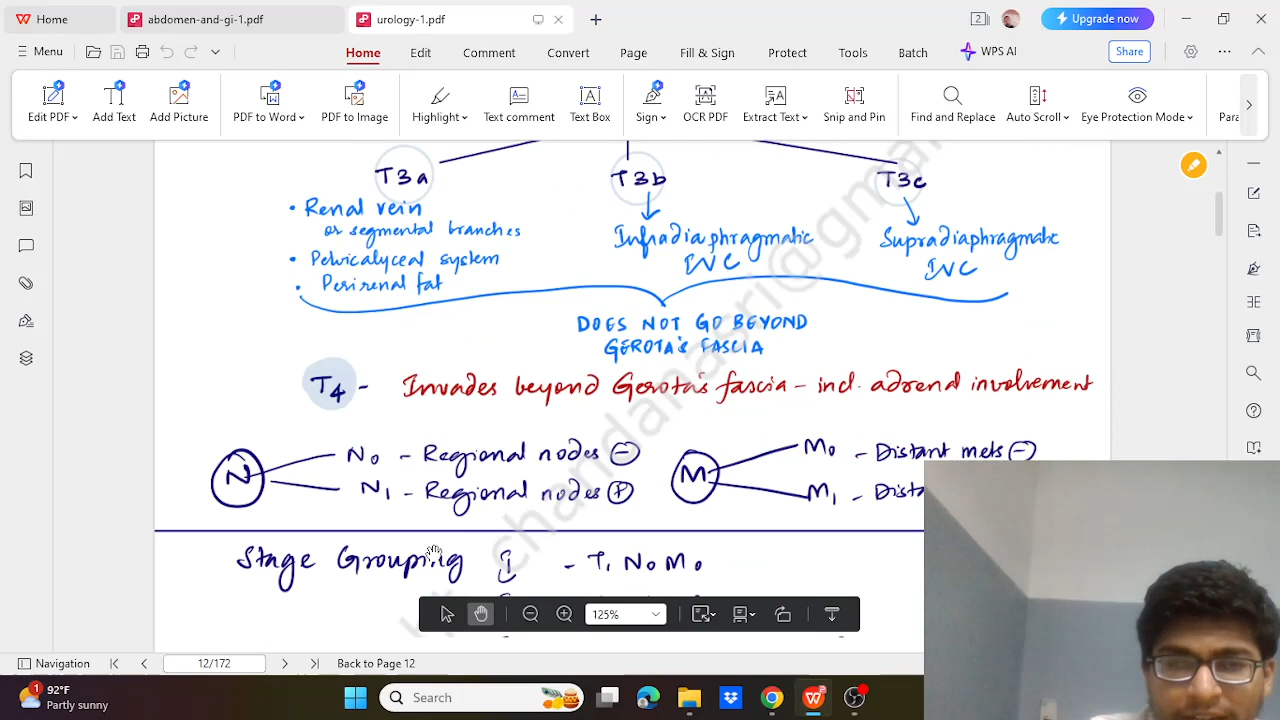 Home
abdomen-and-gi-1.pdf
urology-1.pdf
2
Upgrade now
Menu
Home
Edit
Comment
Convert
Page
Fill & Sign
Protect
Tools
Batch
WPS AI
Share
Edit PDF
Add Text
Add Picture
PDF to Word
PDF to Image
Highlight
Text comment
Text Box
Sign
OCR PDF
Extract Text
Snip and Pin
Find and Replace
Auto Scroll
Eye Protection Mode
Para
T3a
T3b
T3c
• Renal vein
or segmental branches
• Pelvicalyceal system
• Perirenal fat
Infradiaphragmatic
IVC
Supradiaphragmatic
IVC
DOES NOT GO BEYOND
GEROTA'S FASCIA
T4 - Invades beyond Gerota's fascia - incl. adrenal involvement
N
N0 - Regional nodes (-)
N1 - Regional nodes (+)
M
M0 - Distant mets (-)
M1 - Dist
Stage Grouping I - T1 N0 M0
chandanasri@gmai
125%
Navigation
12/172
Back to Page 12
1
92°F
Partly sunny
Search